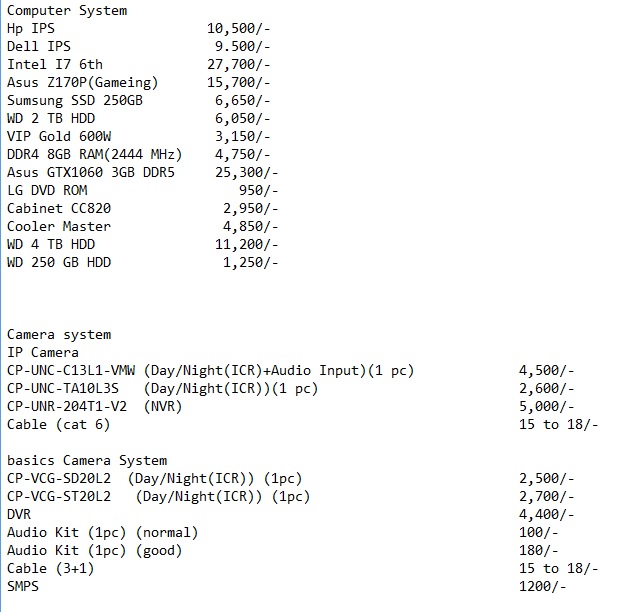 Computer System
Hp IPS 10,500/-
Dell IPS 9.500/-
Intel I7 6th 27,700/-
Asus Z170P(Gameing) 15,700/-
Sumsung SSD 250GB 6,650/-
WD 2 TB HDD 6,050/-
VIP Gold 600W 3,150/-
DDR4 8GB RAM(2444 MHz) 4,750/-
Asus GTX1060 3GB DDR5 25,300/-
LG DVD ROM 950/-
Cabinet CC820 2,950/-
Cooler Master 4,850/-
WD 4 TB HDD 11,200/-
WD 250 GB HDD 1,250/-
Camera system
IP Camera
CP-UNC-C13L1-VMW (Day/Night(ICR)+Audio Input)(1 pc) 4,500/-
CP-UNC-TA10L3S (Day/Night(ICR))(1 pc) 2,600/-
CP-UNR-204T1-V2 (NVR) 5,000/-
Cable (cat 6) 15 to 18/-
basics Camera System
CP-VCG-SD20L2 (Day/Night(ICR)) (1pc) 2,500/-
CP-VCG-ST20L2 (Day/Night(ICR)) (1pc) 2,700/-
DVR 4,400/-
Audio Kit (1pc) (normal) 100/-
Audio Kit (1pc) (good) 180/-
Cable (3+1) 15 to 18/-
SMPS 1200/-